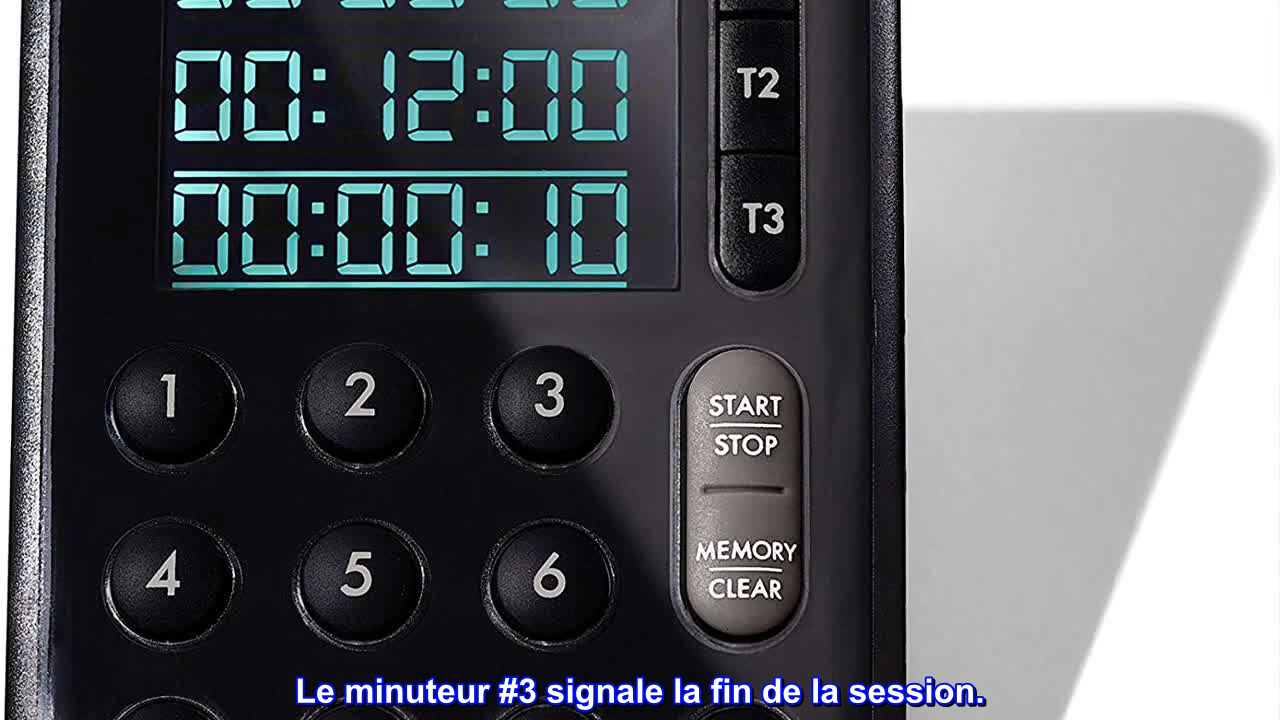 00:12:00
T2
00:00:10
T3
1 2 3
START
STOP
4 5 6
MEMORY
CLEAR
Le minuteur #3 signale la fin de la session.